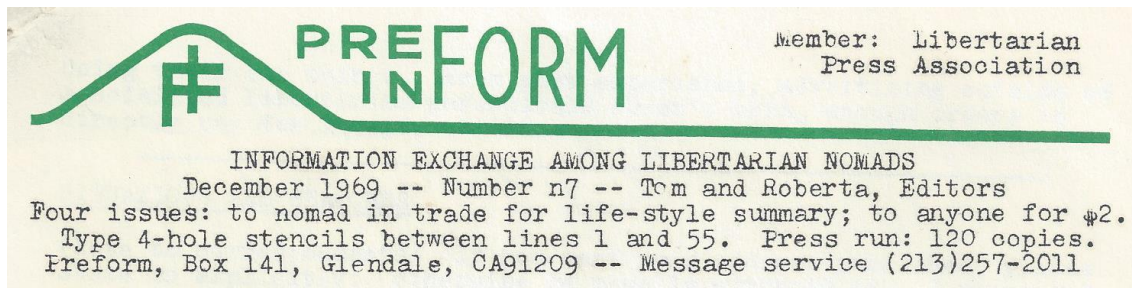 PRE
IN FORM
Member: Libertarian
Press Association
INFORMATION EXCHANGE AMONG LIBERTARIAN NOMADS
December 1969 -- Number n7 -- Tom and Roberta, Editors
Four issues: to nomad in trade for life-style summary; to anyone for $2.
Type 4-hole stencils between lines 1 and 55. Press run: 120 copies.
Preform, Box 141, Glendale, CA91209 -- Message service (213)257-2011